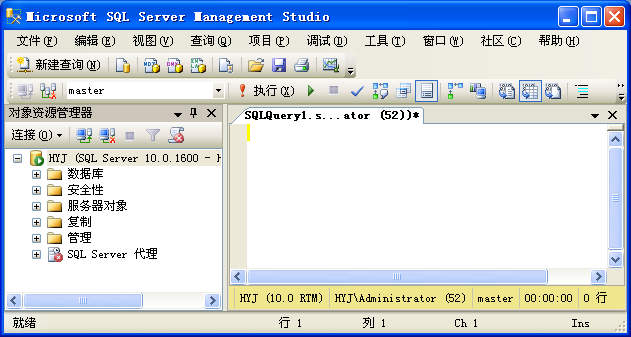 Microsoft SQL Server Management Studio
文件(F) 编辑(E) 视图(V) 查询(Q) 项目(P) 调试(D) 工具(T) 窗口(W) 社区(C) 帮助(H)
新建查询(N)
master 执行(X)
对象资源管理器
连接(O)
HYJ (SQL Server 10.0.1600 - H
数据库
安全性
服务器对象
复制
管理
SQL Server 代理
SQLQuery1.s...ator (52))*
HYJ (10.0 RTM) HYJ\Administrator (52) master 00:00:00 0 行
就绪 行 1 列 1 Ch 1 Ins